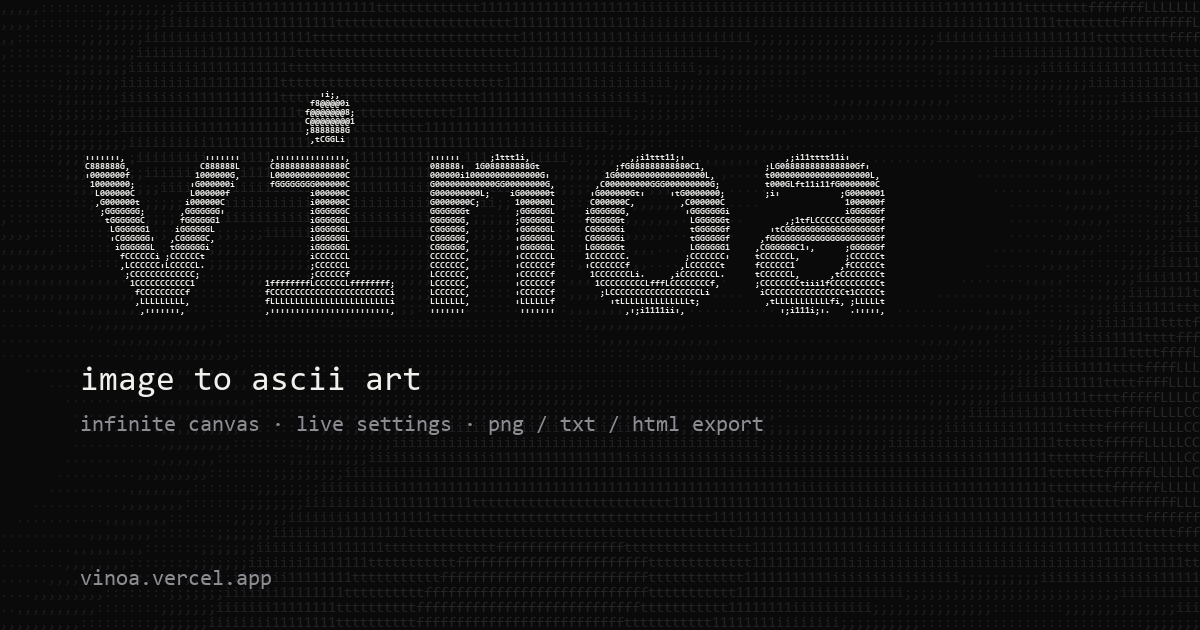 vinoa
image to ascii art
infinite canvas · live settings · png / txt / html export
vinoa.vercel.app